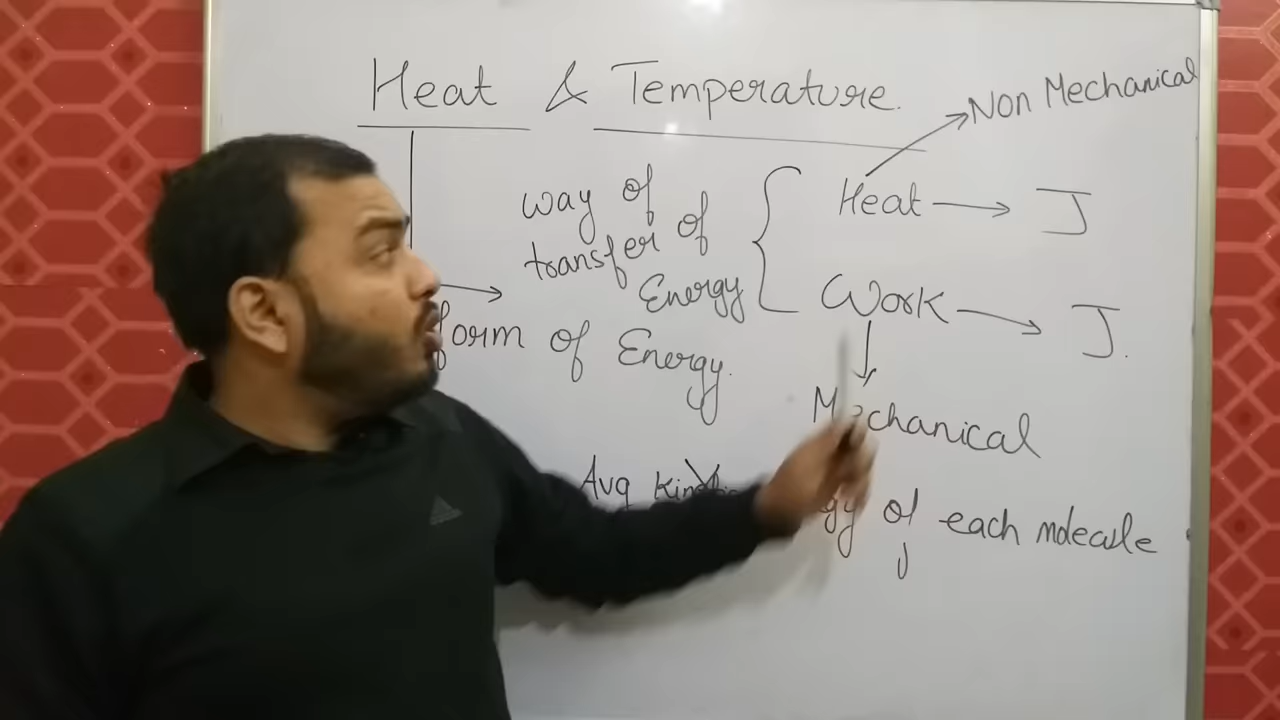 Heat & Temperature.
Non Mechanical
way of
transfer of
Energy
Heat → J
Work → J.
form of Energy.
Mechanical
Avg
gy of each molecule